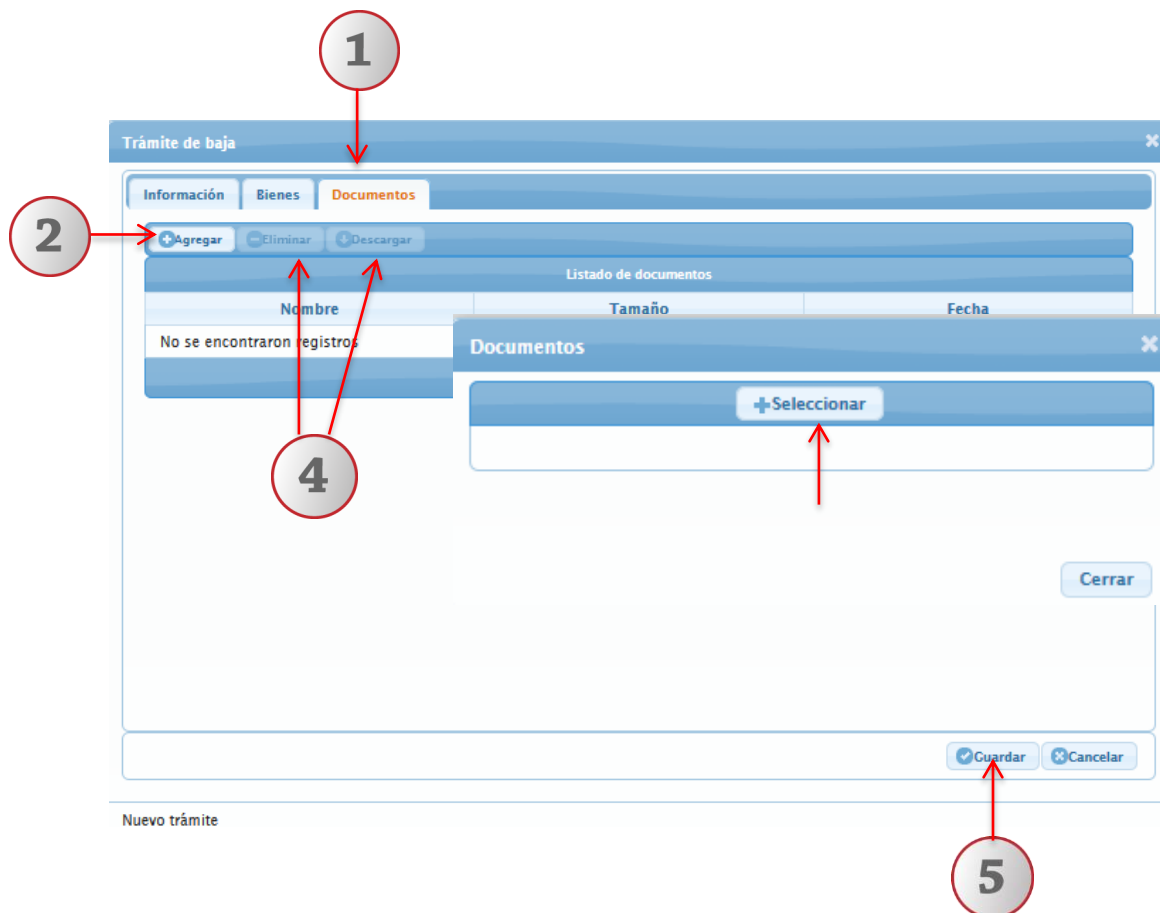 1
Trámite de baja
Información Bienes Documentos
2
Agregar Eliminar Descargar
Listado de documentos
Nombre Tamaño Fecha
No se encontraron registros
Documentos
Seleccionar
4
Cerrar
Guardar Cancelar
Nuevo trámite
5